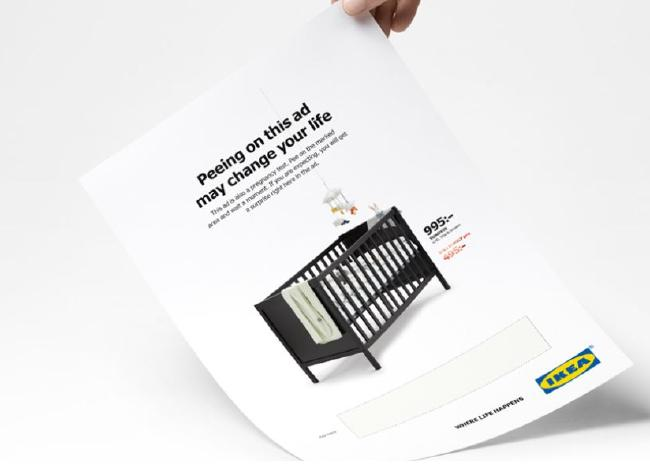 Peeing on this ad
may change your life
This ad is also a pregnancy test. Pee on the marked
area and wait a moment. If you are expecting, you will get
a surprise right here in the ad.
995:–
495:–
IKEA
®
WHERE LIFE HAPPENS